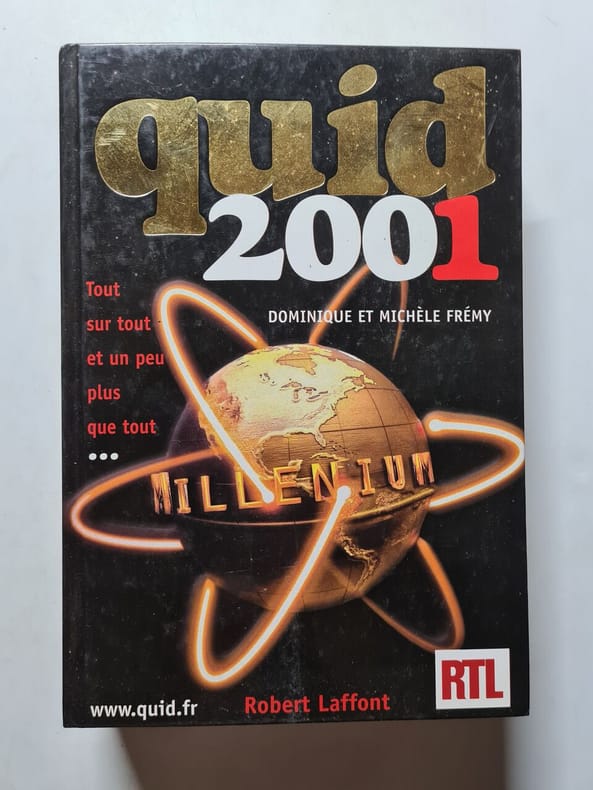 quid
2001
DOMINIQUE ET MICHÈLE FRÉMY
Tout
sur tout
et un peu
plus
que tout
...
MILLENIUM
www.quid.fr
Robert Laffont
RTL